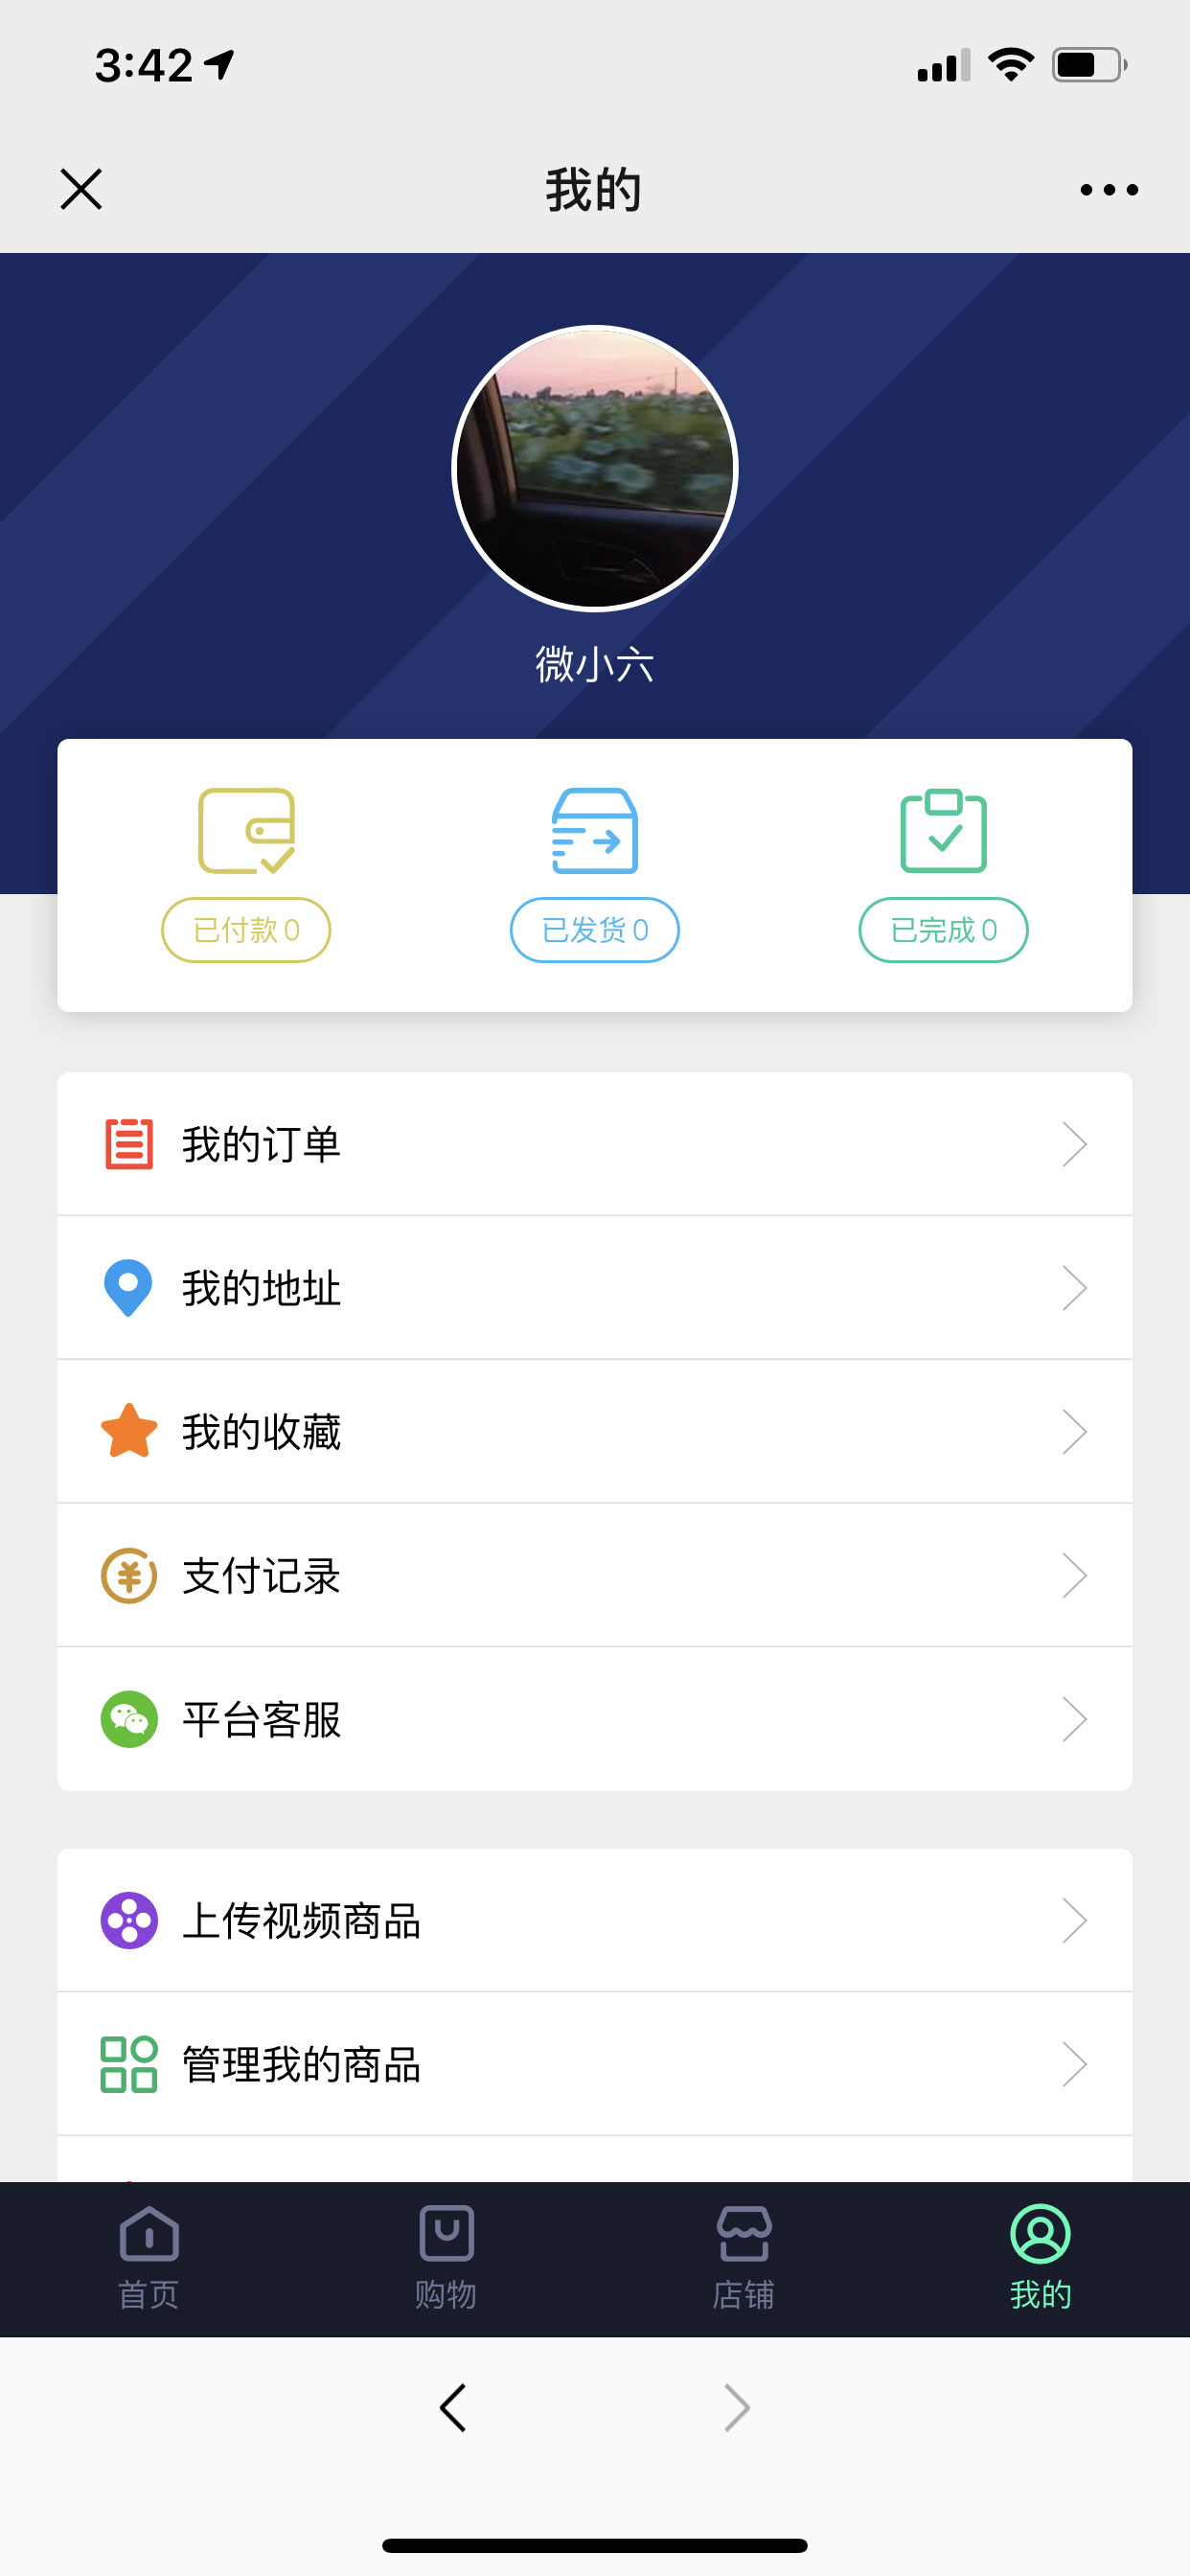 3:42
我的
微小六
已付款 0
已发货 0
已完成 0
我的订单
我的地址
我的收藏
支付记录
平台客服
上传视频商品
管理我的商品
首页
购物
店铺
我的